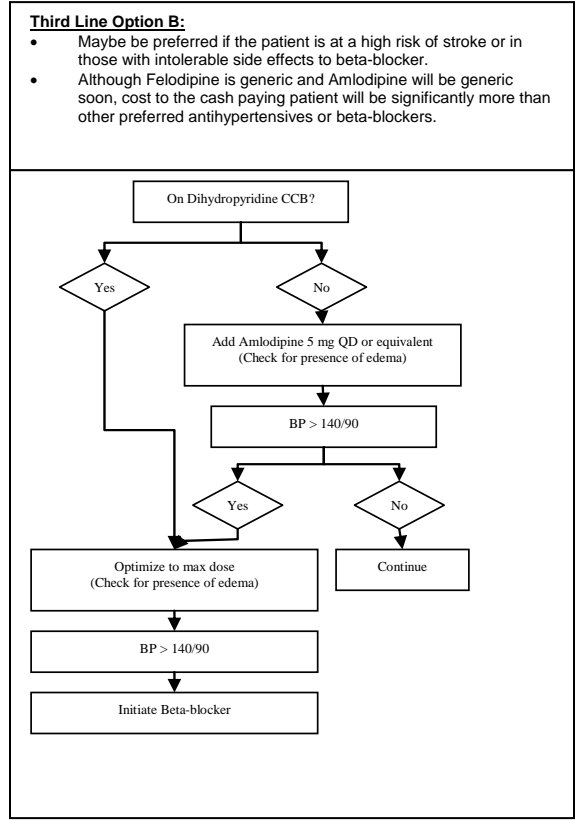 Third Line Option B:
• Maybe be preferred if the patient is at a high risk of stroke or in
those with intolerable side effects to beta-blocker.
• Although Felodipine is generic and Amlodipine will be generic
soon, cost to the cash paying patient will be significantly more than
other preferred antihypertensives or beta-blockers.
On Dihydropyridine CCB?
Yes
No
Add Amlodipine 5 mg QD or equivalent
(Check for presence of edema)
BP > 140/90
Yes
No
Optimize to max dose
(Check for presence of edema)
Continue
BP > 140/90
Initiate Beta-blocker